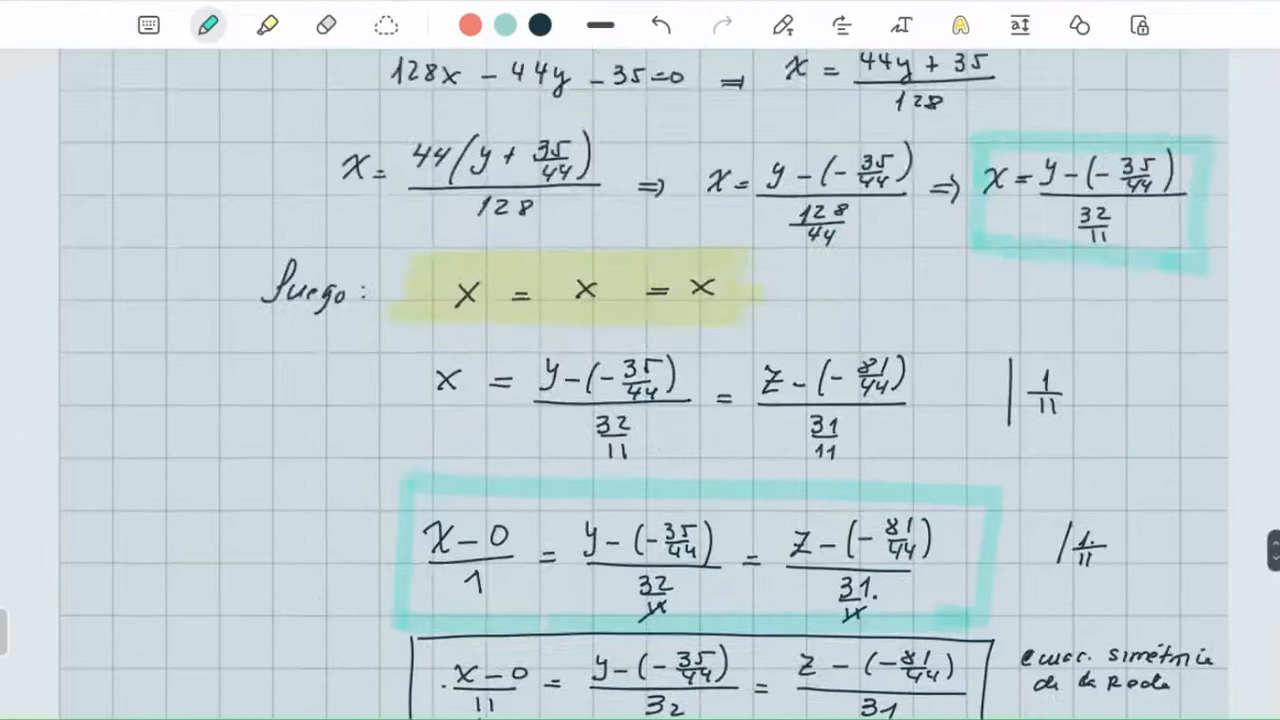 128x - 44y - 35=0 ⇒ x = (44y + 35)/128
x = 44(y + 35/44)/128 ⇒ x = (y - (-35/44))/(128/44) ⇒ x = (y - (-35/44))/(32/11)
Luego: x = x = x
x = (y - (-35/44))/(32/11) = (z - (-81/44))/(31/11) | 1/11
(x - 0)/1 = (y - (-35/44))/(32/11) = (z - (-81/44))/(31/11) / 1/11
(x - 0)/11 = (y - (-35/44))/32 = (z - (-81/44))/31 ecuac. simétria
de la